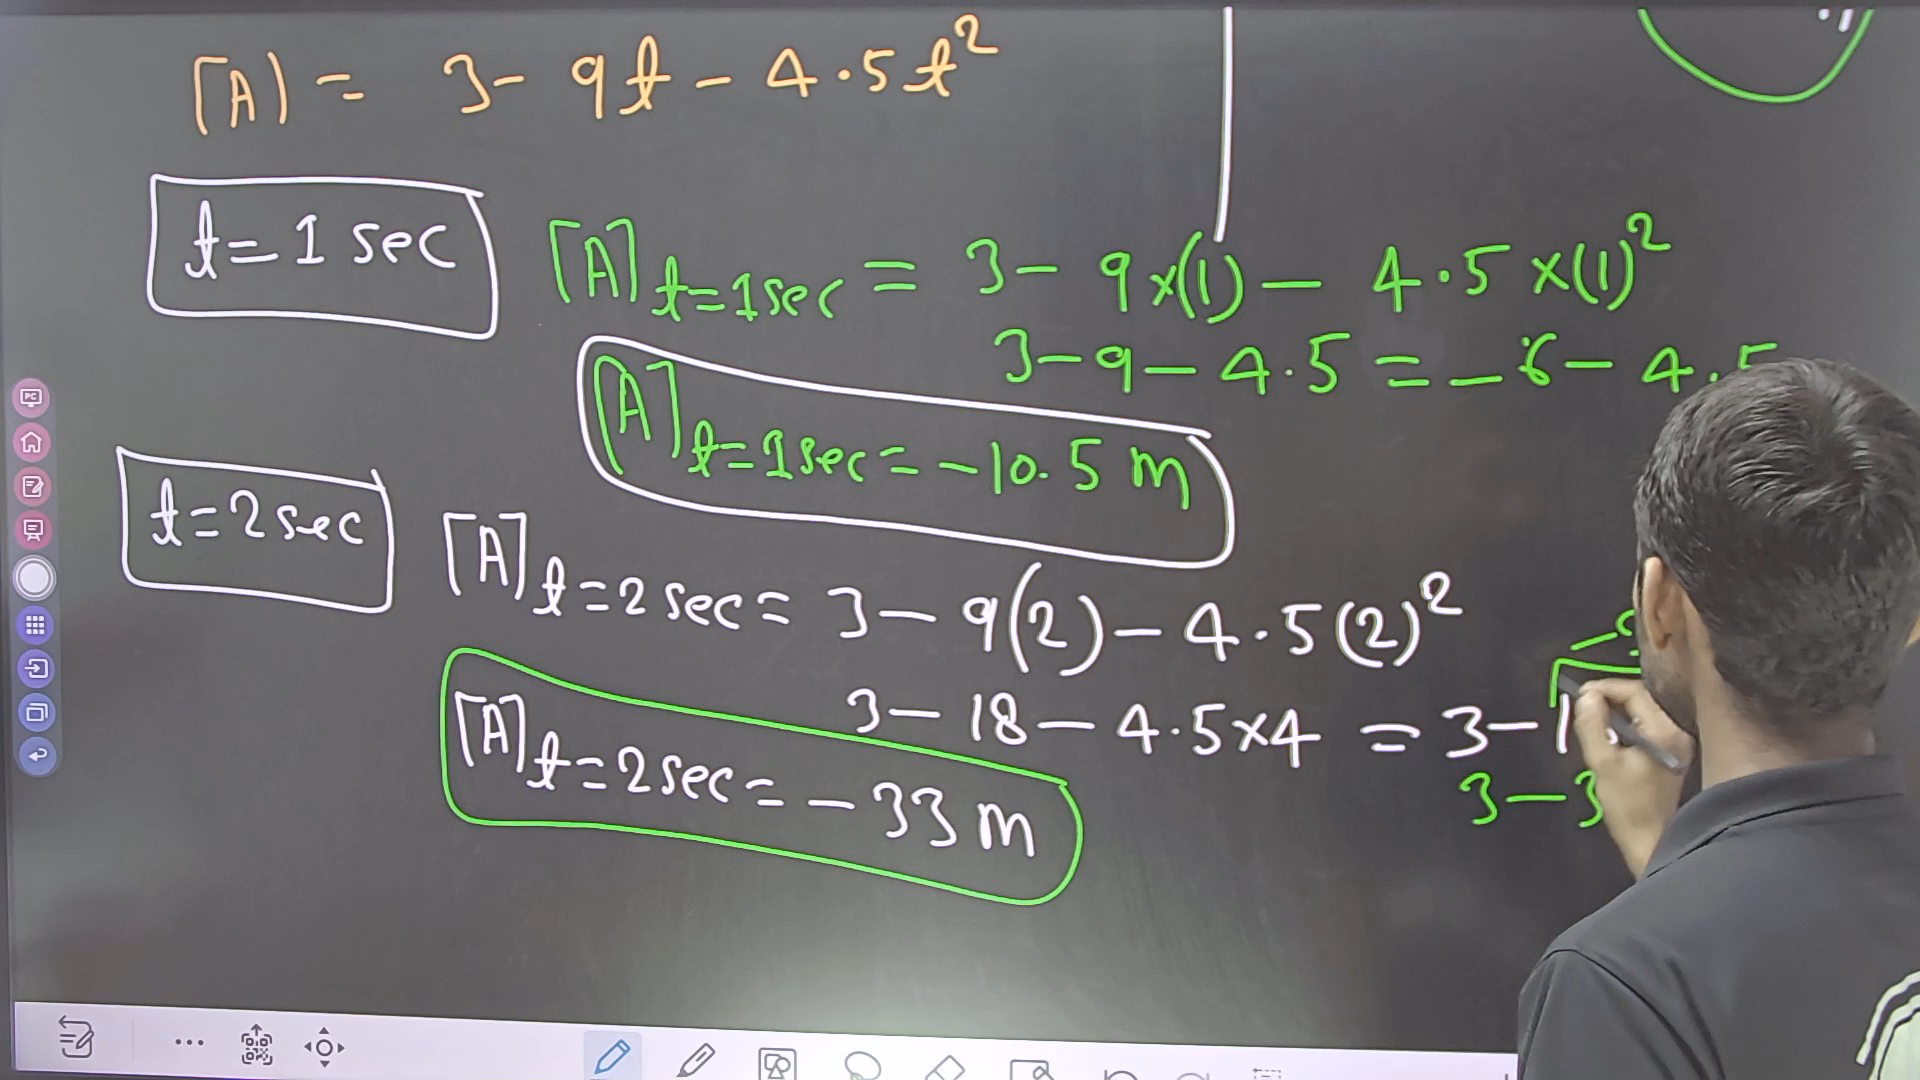 [A] = 3 - 9t - 4.5t²
t = 1 sec
[A] t=1sec = 3 - 9×(1) - 4.5×(1)²
3 - 9 - 4.5 = -6 - 4.5
[A] t=1sec = -10.5 m
t = 2 sec
[A] t=2sec = 3 - 9(2) - 4.5(2)²
3 - 18 - 4.5×4 = 3 - 1
[A] t=2sec = -33 m
3 - 3